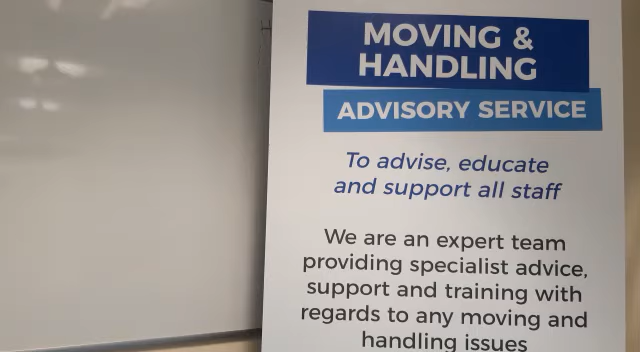 MOVING &
HANDLING
ADVISORY SERVICE
To advise, educate
and support all staff
We are an expert team
providing specialist advice,
support and training with
regards to any moving and
handling issues